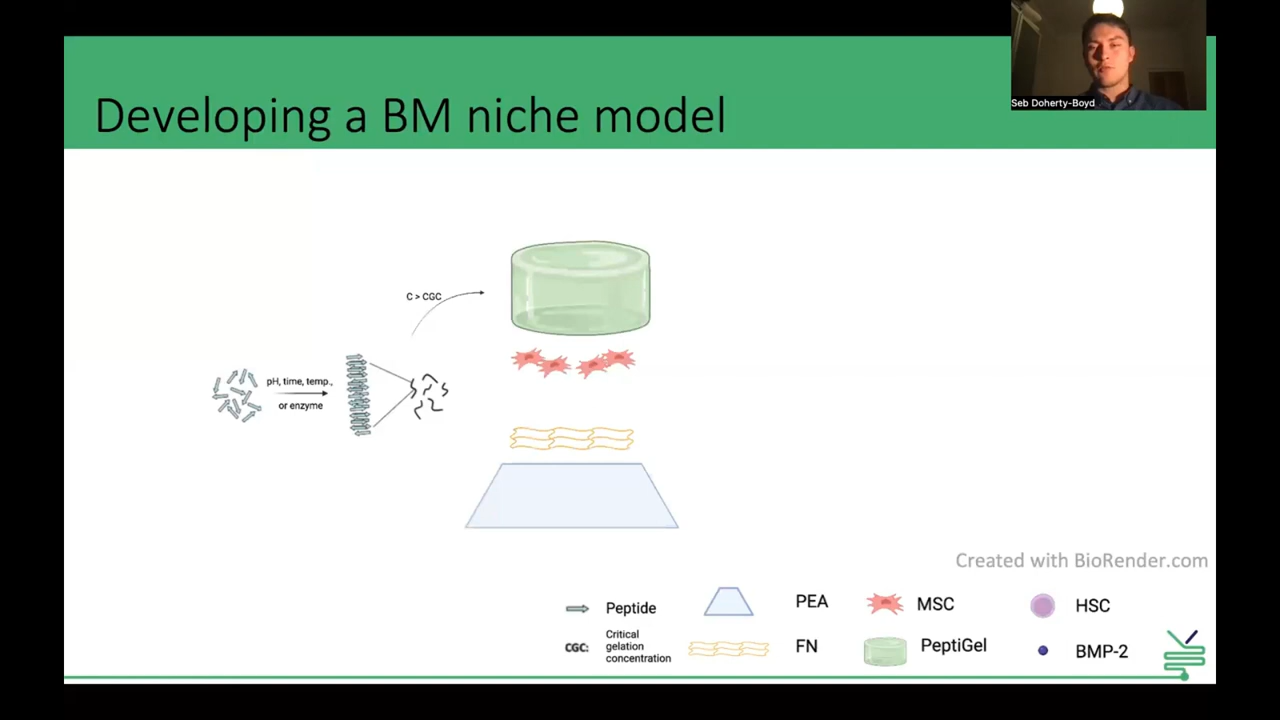 Seb Doherty-Boyd
Developing a BM niche model
C > CGC
pH, time, temp.,
or enzyme
Created with BioRender.com
Peptide
PEA
MSC
HSC
CGC:
Critical
gelation
concentration
FN
PeptiGel
BMP-2